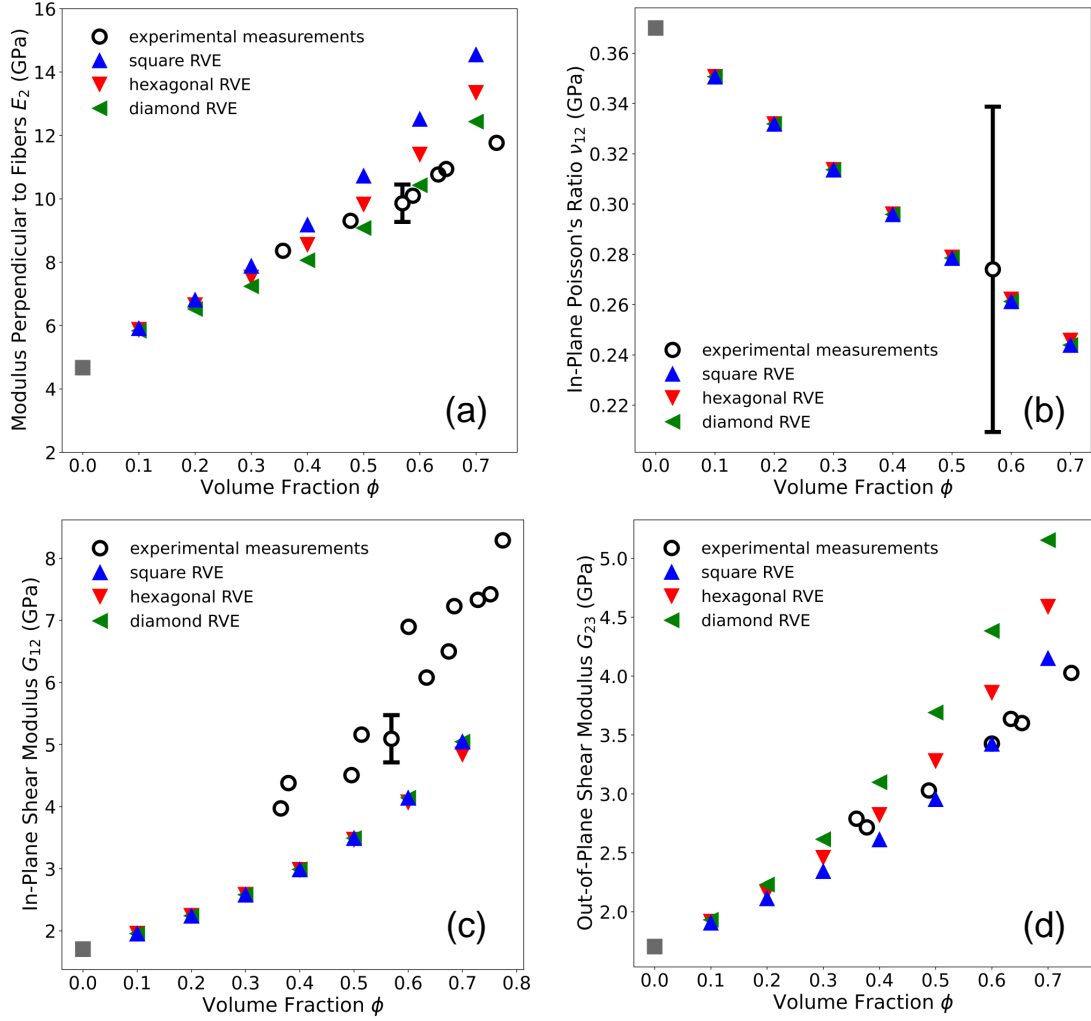 16
14
12
10
8
6
4
2
Modulus Perpendicular to Fibers E₂ (GPa)
experimental measurements
square RVE
hexagonal RVE
diamond RVE
(a)
0.0 0.1 0.2 0.3 0.4 0.5 0.6 0.7
Volume Fraction ϕ
0.36
0.34
0.32
0.30
0.28
0.26
0.24
0.22
In-Plane Poisson's Ratio ν₁₂ (GPa)
experimental measurements
square RVE
hexagonal RVE
diamond RVE
(b)
0.0 0.1 0.2 0.3 0.4 0.5 0.6 0.7
Volume Fraction ϕ
8
7
6
5
4
3
2
In-Plane Shear Modulus G₁₂ (GPa)
experimental measurements
square RVE
hexagonal RVE
diamond RVE
(c)
0.0 0.1 0.2 0.3 0.4 0.5 0.6 0.7 0.8
Volume Fraction ϕ
5.0
4.5
4.0
3.5
3.0
2.5
2.0
Out-of-Plane Shear Modulus G₂₃ (GPa)
experimental measurements
square RVE
hexagonal RVE
diamond RVE
(d)
0.0 0.1 0.2 0.3 0.4 0.5 0.6 0.7
Volume Fraction ϕ